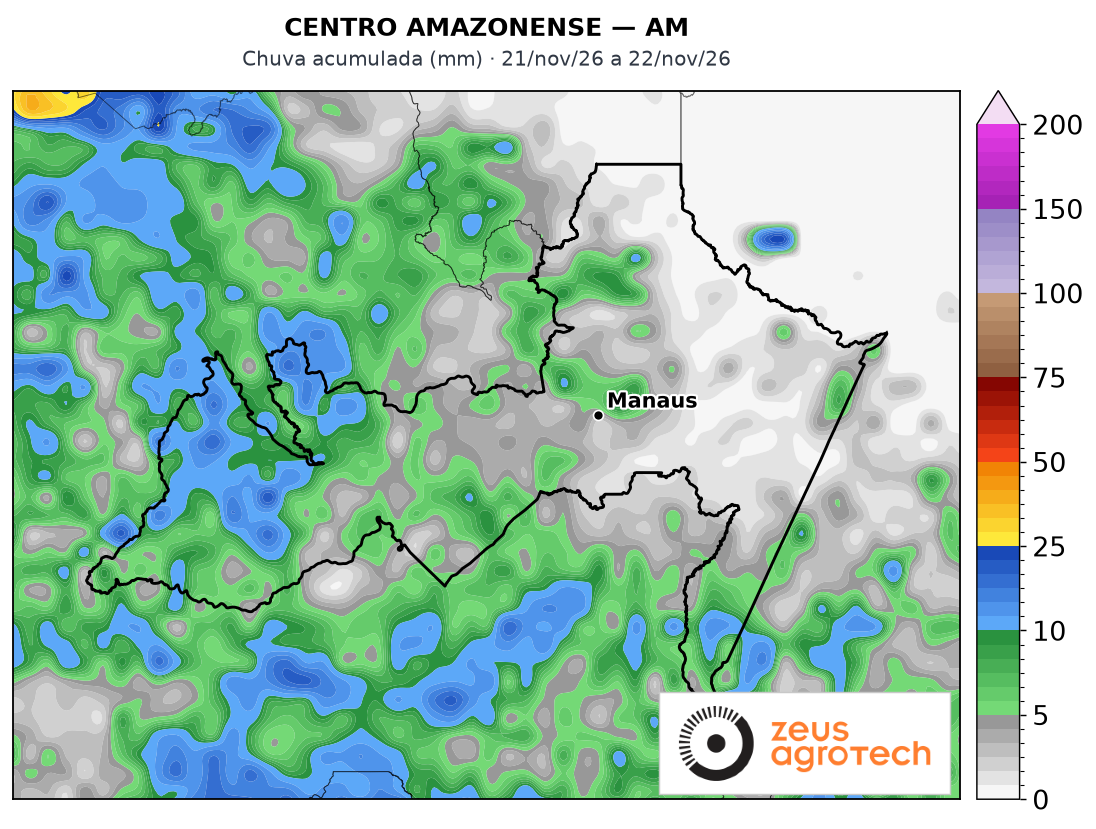 CENTRO AMAZONENSE — AM
Chuva acumulada (mm) · 21/nov/26 a 22/nov/26
Manaus
200
150
100
75
50
25
10
5
0
zeus
agrotech